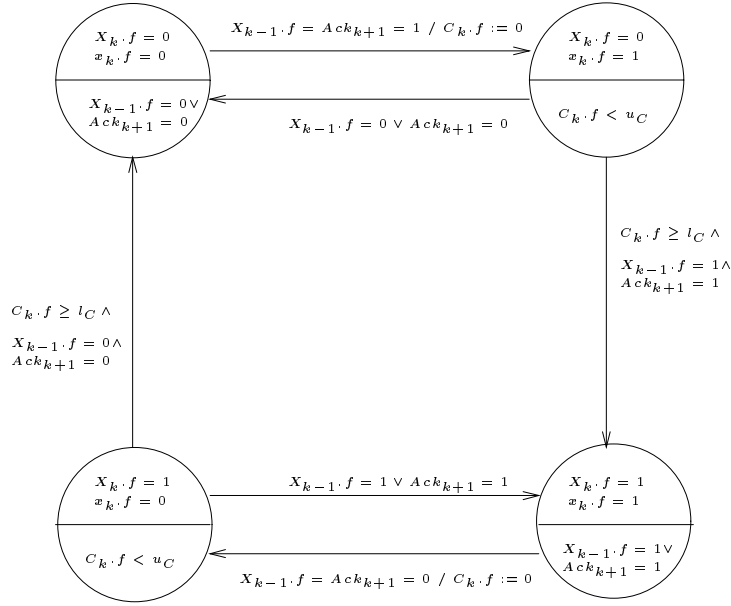 X_{k-1}.f = Ack_{k+1} = 1 / C_k.f := 0
X_k.f = 0
x_k.f = 0
X_{k-1}.f = 0 ∨
Ack_{k+1} = 0
X_k.f = 0
x_k.f = 1
C_k.f < u_C
X_{k-1}.f = 0 ∨ Ack_{k+1} = 0
C_k.f ≥ l_C ∧
X_{k-1}.f = 1 ∧
Ack_{k+1} = 1
C_k.f ≥ l_C ∧
X_{k-1}.f = 0 ∧
Ack_{k+1} = 0
X_k.f = 1
x_k.f = 0
C_k.f < u_C
X_{k-1}.f = 1 ∨ Ack_{k+1} = 1
X_k.f = 1
x_k.f = 1
X_{k-1}.f = 1 ∨
Ack_{k+1} = 1
X_{k-1}.f = Ack_{k+1} = 0 / C_k.f := 0